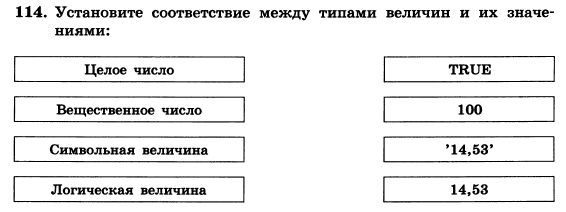 114. Установите соответствие между типами величин и их значе-
ниями:
Целое число TRUE
Вещественное число 100
Символьная величина '14,53'
Логическая величина 14,53